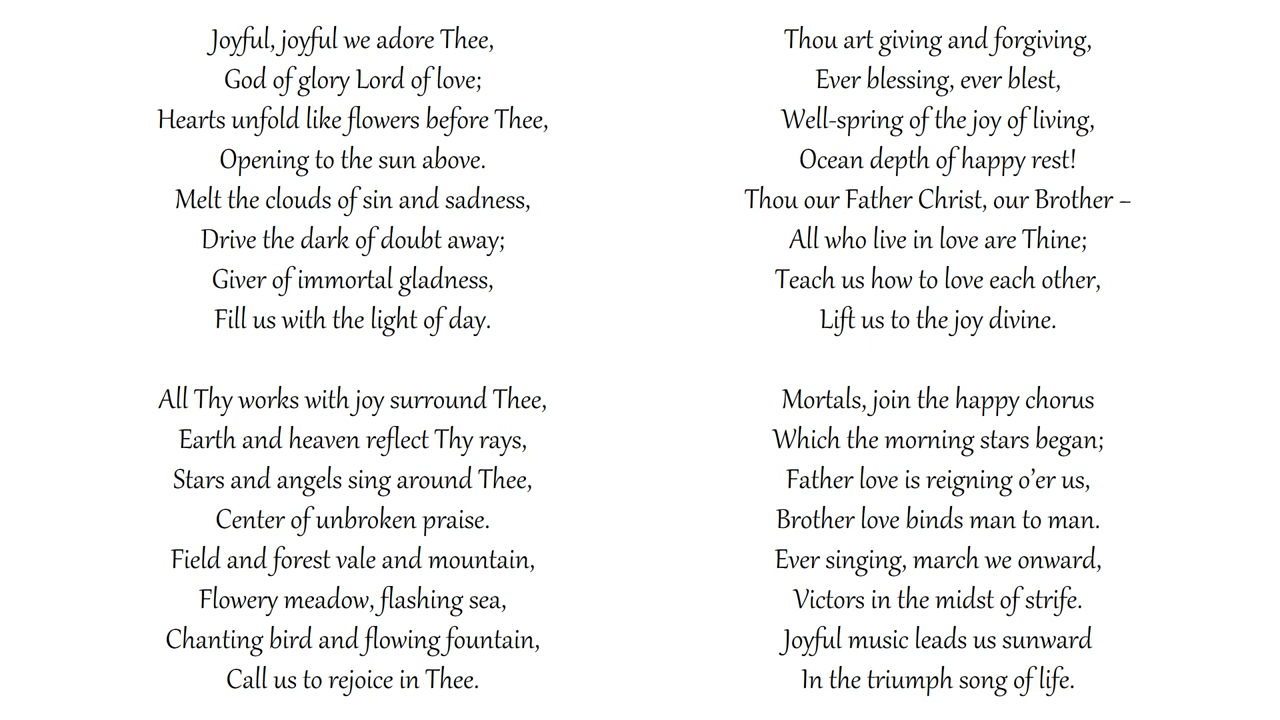 Joyful, joyful we adore Thee,
God of glory Lord of love;
Hearts unfold like flowers before Thee,
Opening to the sun above.
Melt the clouds of sin and sadness,
Drive the dark of doubt away;
Giver of immortal gladness,
Fill us with the light of day.
All Thy works with joy surround Thee,
Earth and heaven reflect Thy rays,
Stars and angels sing around Thee,
Center of unbroken praise.
Field and forest vale and mountain,
Flowery meadow, flashing sea,
Chanting bird and flowing fountain,
Call us to rejoice in Thee.
Thou art giving and forgiving,
Ever blessing, ever blest,
Well-spring of the joy of living,
Ocean depth of happy rest!
Thou our Father Christ, our Brother –
All who live in love are Thine;
Teach us how to love each other,
Lift us to the joy divine.
Mortals, join the happy chorus
Which the morning stars began;
Father love is reigning o’er us,
Brother love binds man to man.
Ever singing, march we onward,
Victors in the midst of strife.
Joyful music leads us sunward
In the triumph song of life.